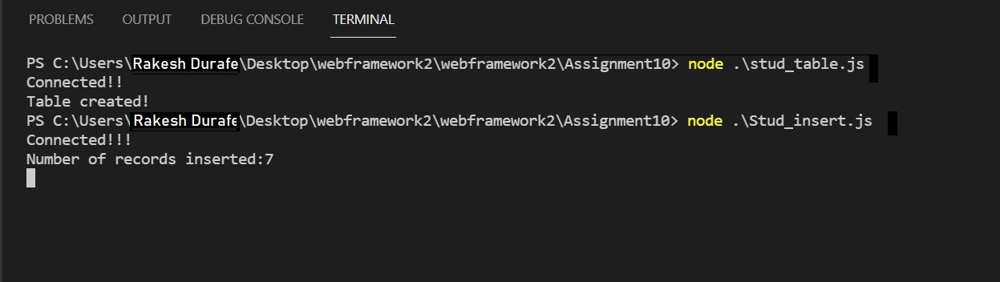 PROBLEMS OUTPUT DEBUG CONSOLE TERMINAL
PS C:\Users\Rakesh Durafe\Desktop\webframework2\webframework2\Assignment10> node .\stud_table.js
Connected!!
Table created!
PS C:\Users\Rakesh Durafe\Desktop\webframework2\webframework2\Assignment10> node .\Stud_insert.js
Connected!!!
Number of records inserted:7